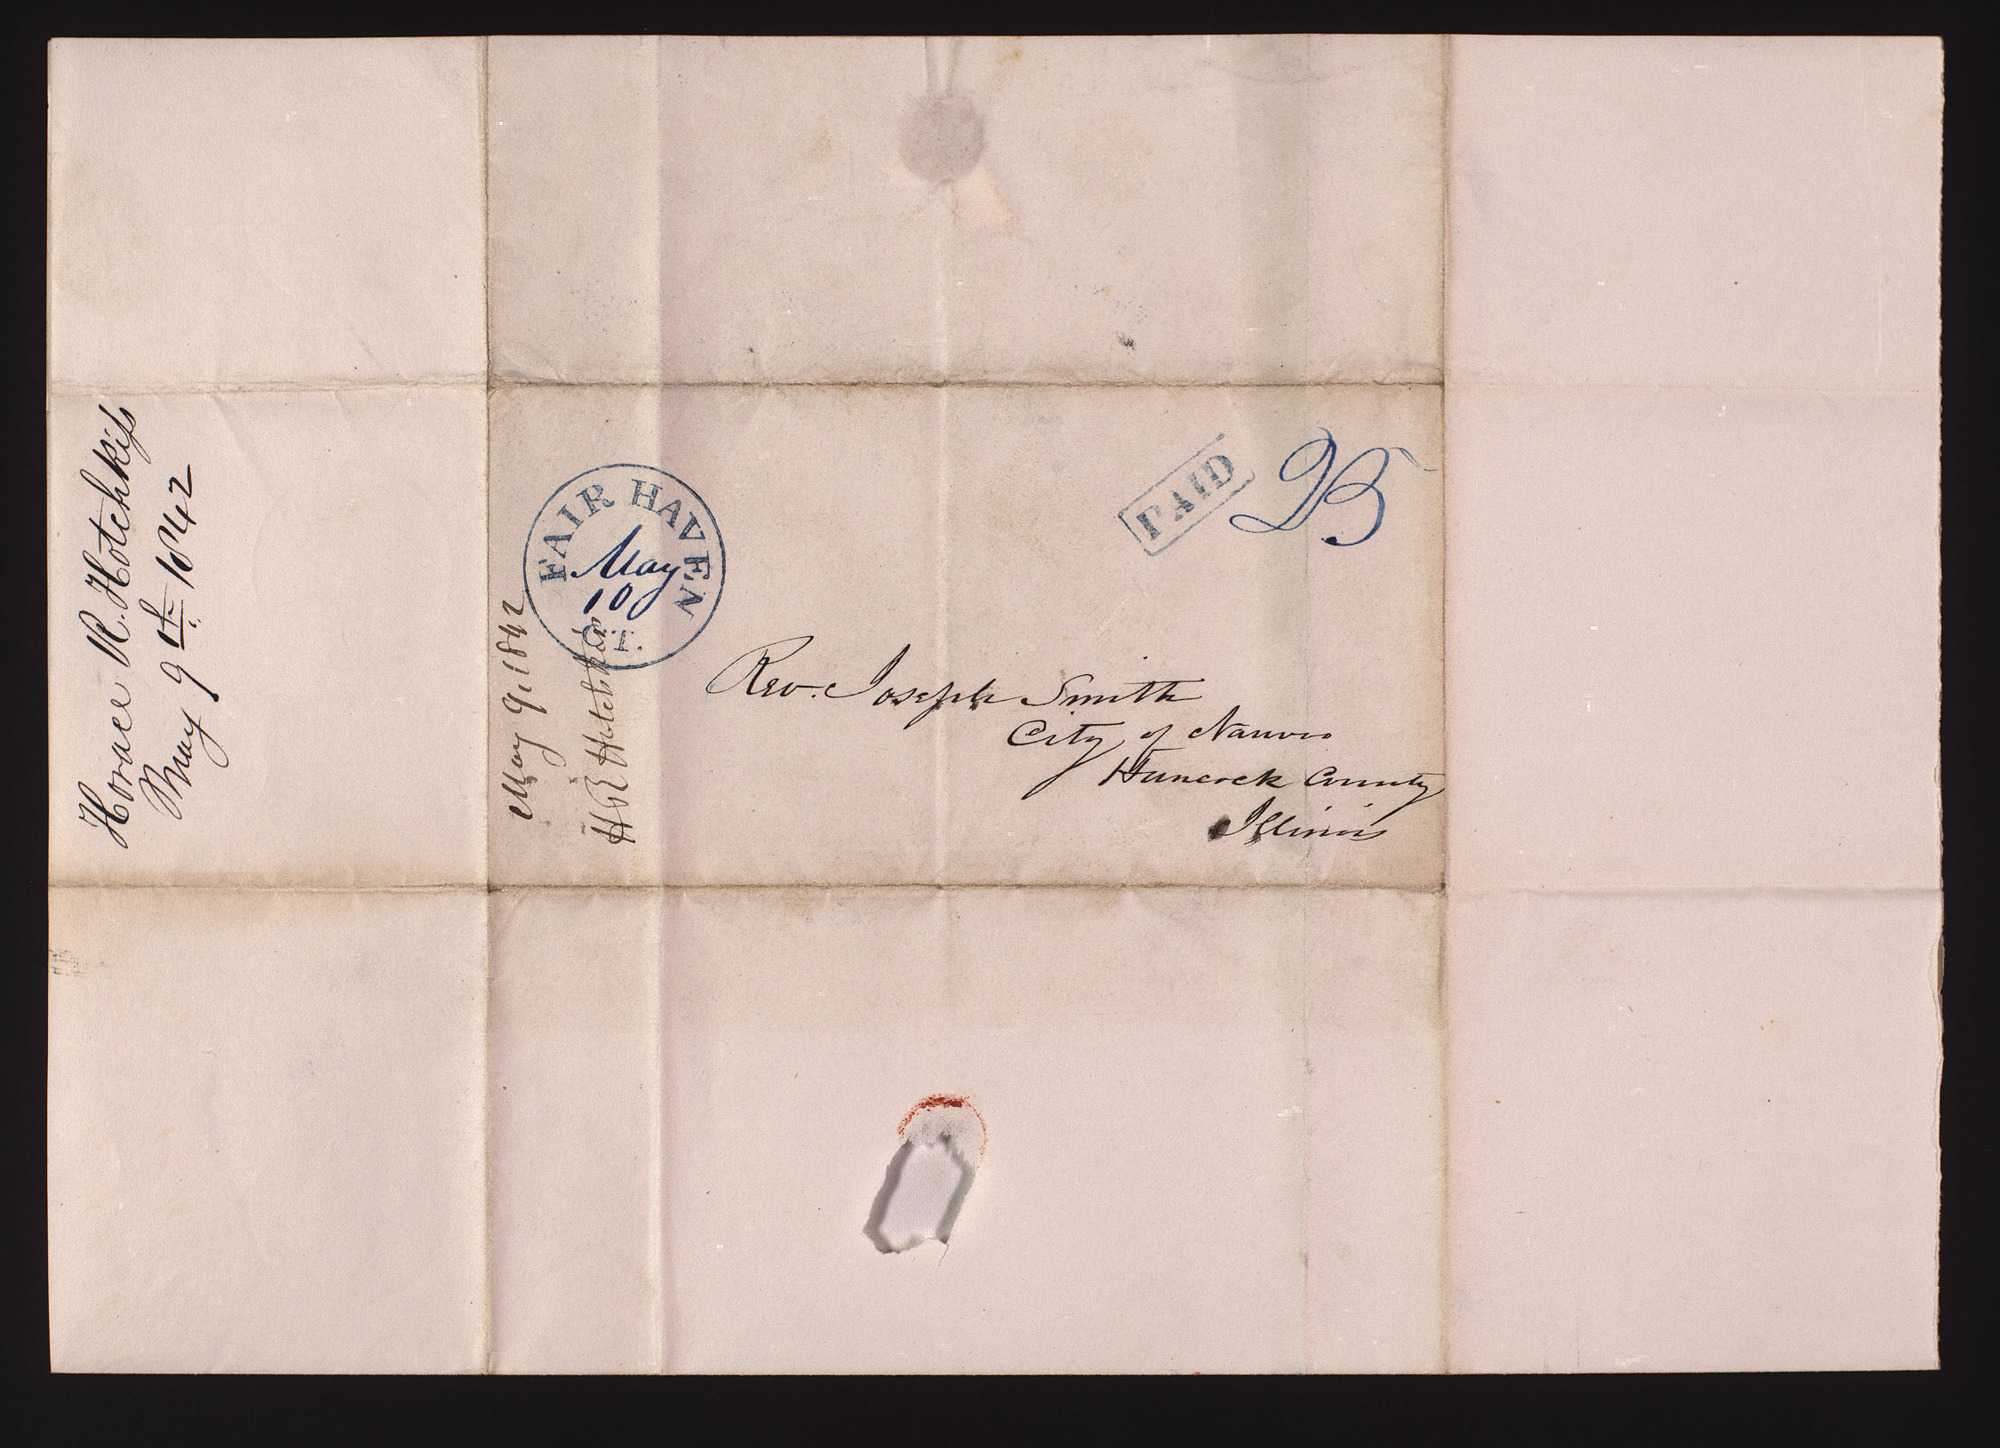 Horace R. Hotchkiss
May 9th. 1842
May 9. 1842
H R Hotchkiss
FAIR HAVEN
May
10
CT.
PAID
25
Rev. Joseph Smith
City of Nauvoo
Hancock County
Illinois